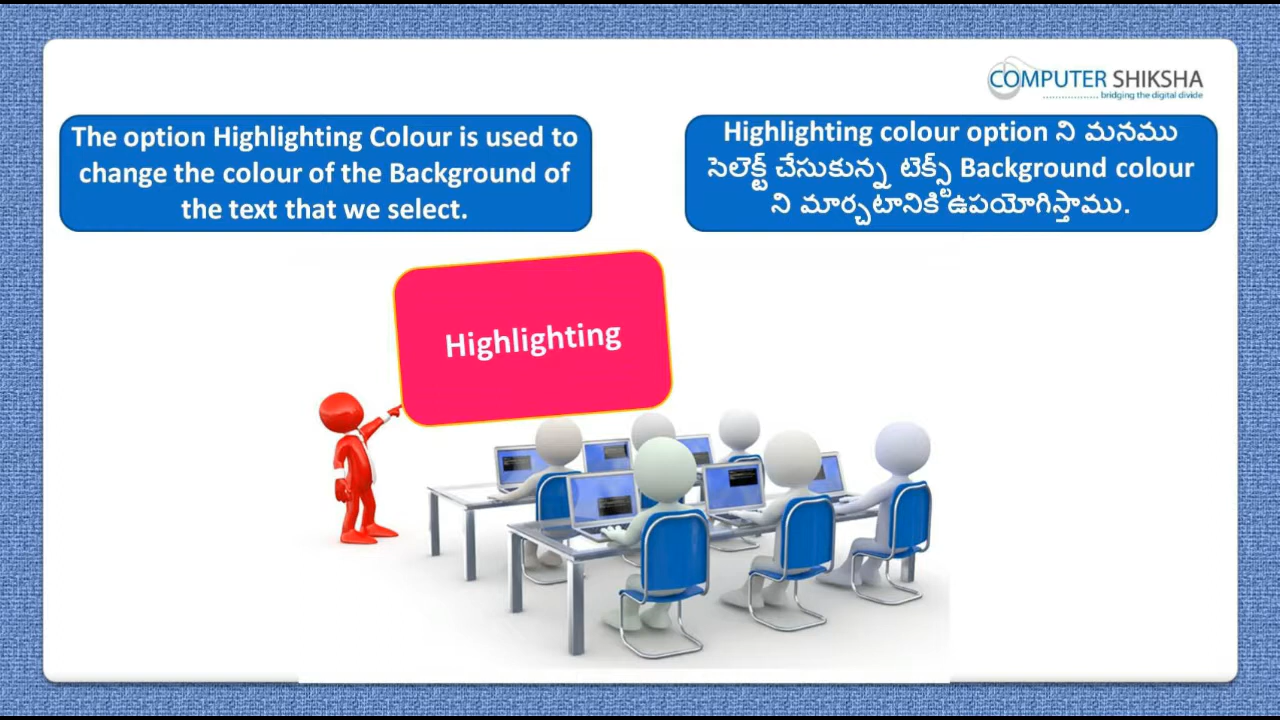 COMPUTER SHIKSHA
bridging the digital divide
The option Highlighting Colour is used to
change the colour of the Background of
the text that we select.
Highlighting colour option ని మనము
సెలెక్ట్ చేసుకున్న టెక్స్ట్ Background colour
ని మార్చటానికి ఉపయోగిస్తాము.
Highlighting